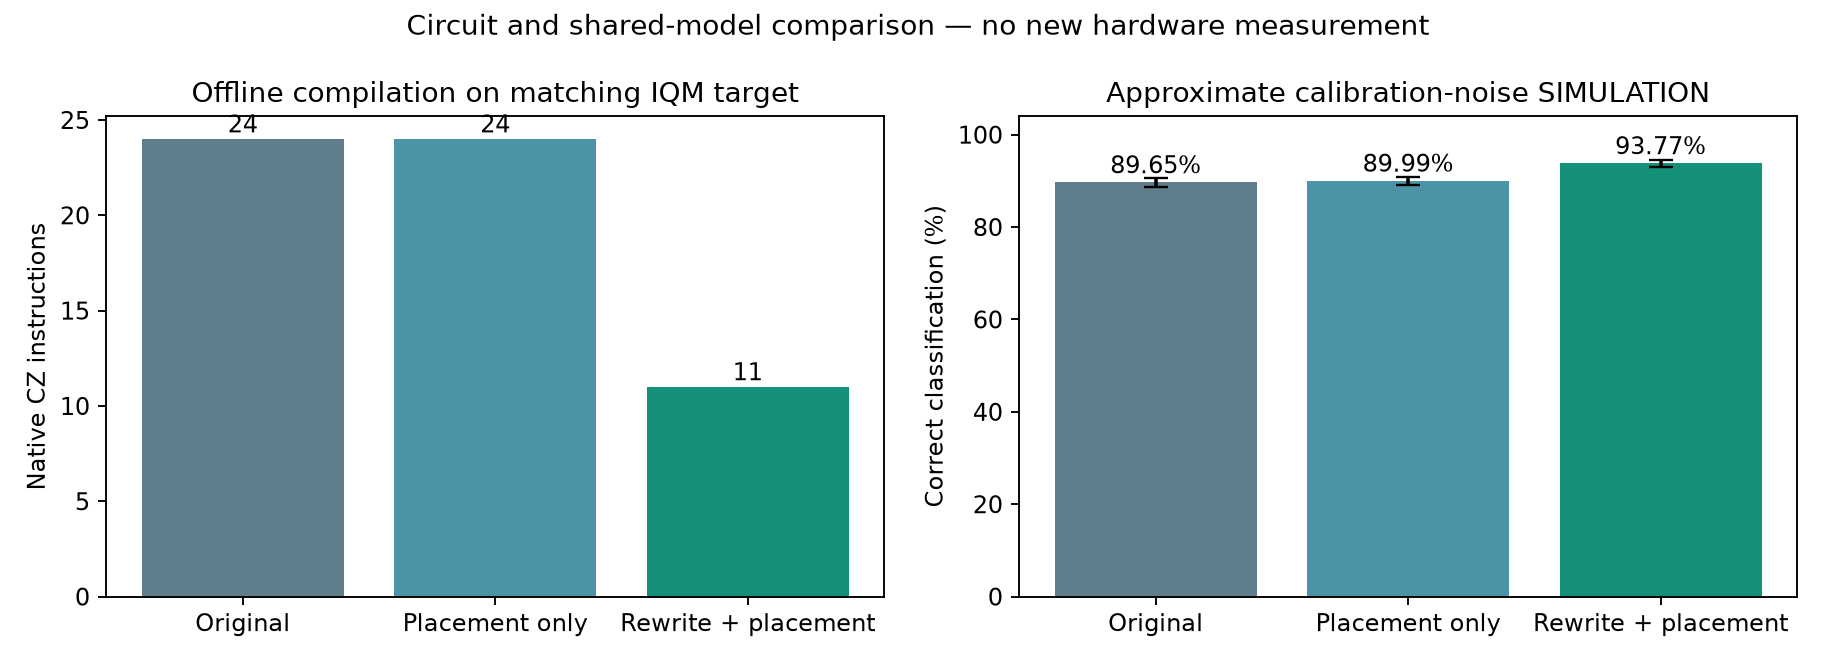 Circuit and shared-model comparison — no new hardware measurement
Offline compilation on matching IQM target
Native CZ instructions
25
20
15
10
5
0
24
24
11
Original
Placement only
Rewrite + placement
Approximate calibration-noise SIMULATION
Correct classification (%)
100
80
60
40
20
0
89.65%
89.99%
93.77%
Original
Placement only
Rewrite + placement